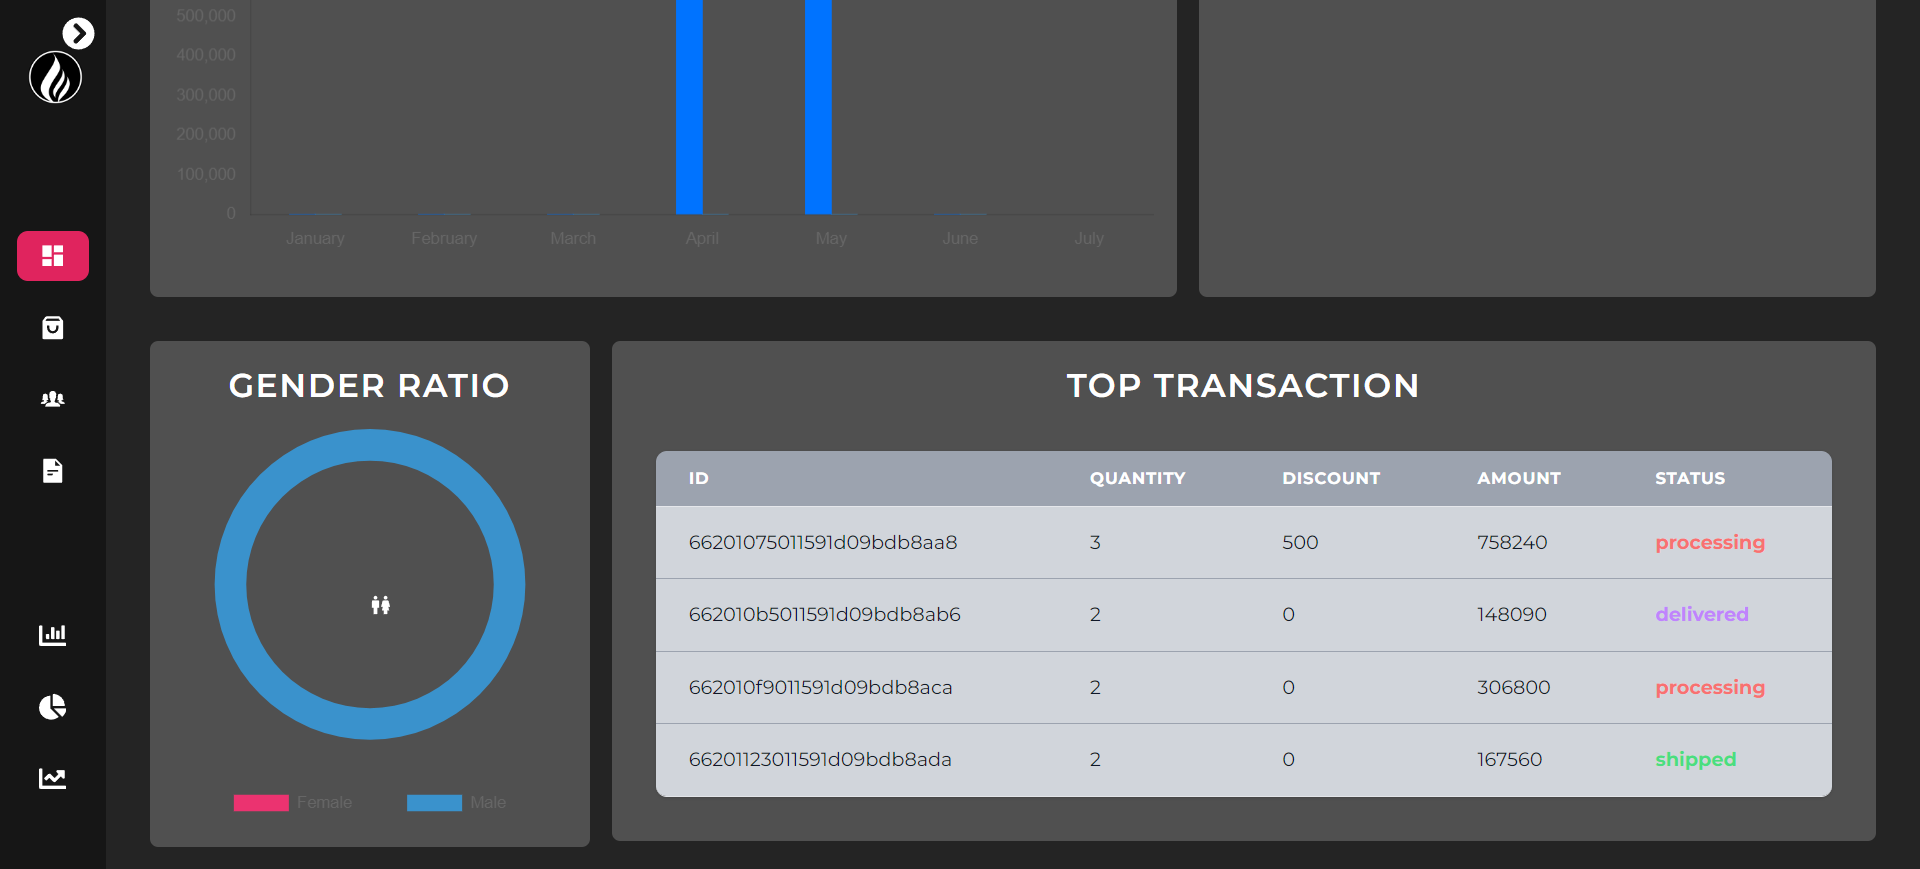 500,000
400,000
300,000
200,000
100,000
0
January February March April May June July
GENDER RATIO
Female Male
TOP TRANSACTION
ID QUANTITY DISCOUNT AMOUNT STATUS
66201075011591d09bdb8aa8 3 500 758240 processing
662010b5011591d09bdb8ab6 2 0 148090 delivered
662010f9011591d09bdb8aca 2 0 306800 processing
66201123011591d09bdb8ada 2 0 167560 shipped